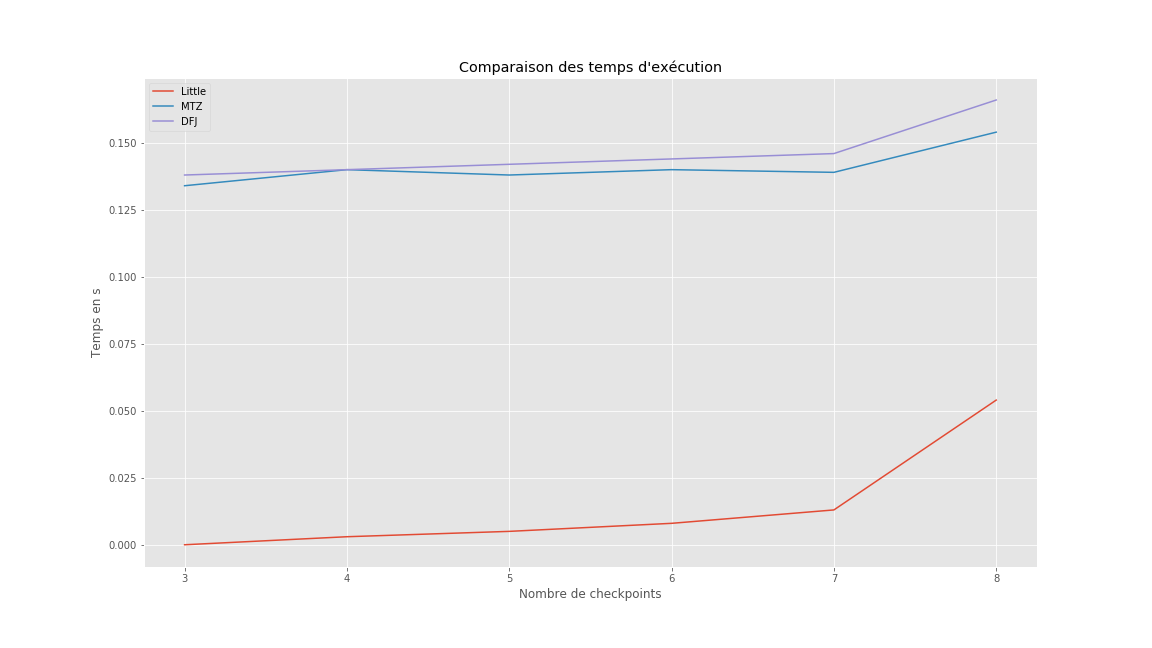 Comparaison des temps d'exécution
Little
MTZ
DFJ
0.150
0.125
0.100
0.075
0.050
0.025
0.000
Temps en s
3 4 5 6 7 8
Nombre de checkpoints